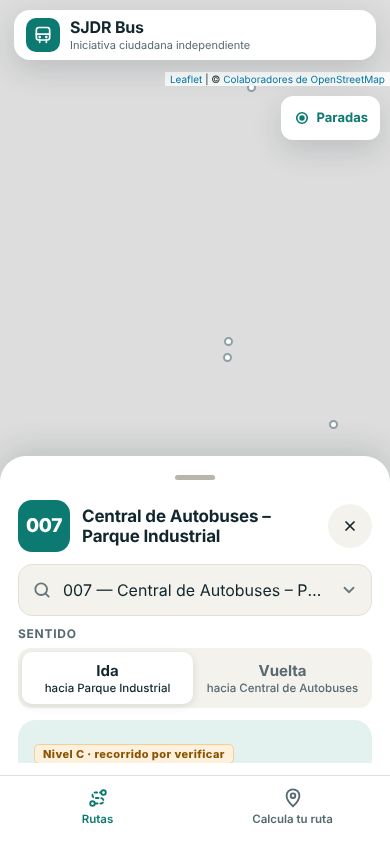 SJDR Bus
Iniciativa ciudadana independiente
Leaflet | © Colaboradores de OpenStreetMap
Paradas
007
Central de Autobuses –
Parque Industrial
007 — Central de Autobuses – P...
SENTIDO
Ida
hacia Parque Industrial
Vuelta
hacia Central de Autobuses
Nivel C · recorrido por verificar
Rutas
Calcula tu ruta